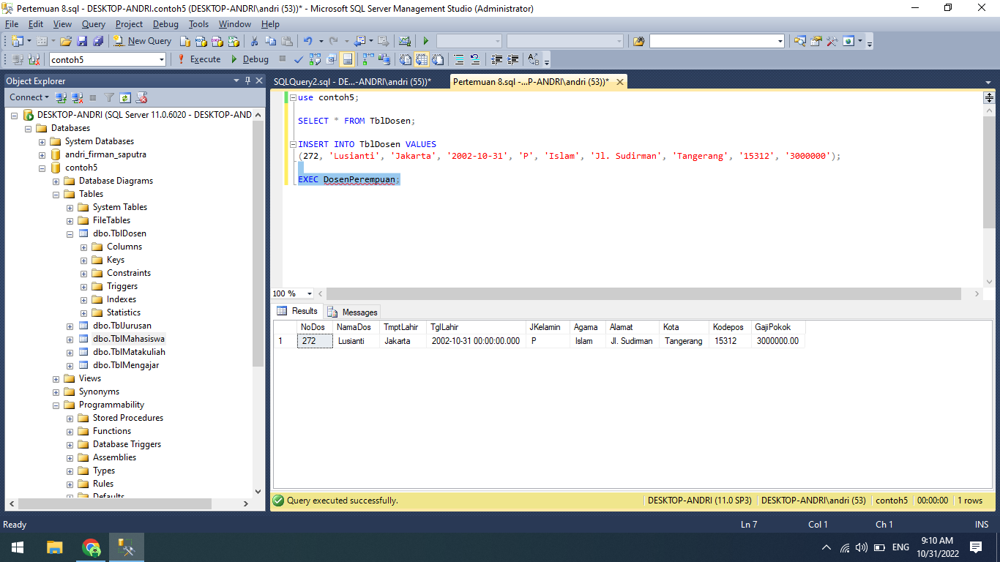 Pertemuan 8.sql - DESKTOP-ANDRI.contoh5 (DESKTOP-ANDRI\andri (53))* - Microsoft SQL Server Management Studio (Administrator)
File Edit View Query Project Debug Tools Window Help
New Query
contoh5 Execute Debug
Object Explorer
Connect
DESKTOP-ANDRI (SQL Server 11.0.6020 - DESKTOP-AND
Databases
System Databases
andri_firman_saputra
contoh5
Database Diagrams
Tables
System Tables
FileTables
dbo.TblDosen
Columns
Keys
Constraints
Triggers
Indexes
Statistics
dbo.TblJurusan
dbo.TblMahasiswa
dbo.TblMatakuliah
dbo.TblMengajar
Views
Synonyms
Programmability
Stored Procedures
Functions
Database Triggers
Assemblies
Types
Rules
Defaults
SQLQuery2.sql - DE...-ANDRI\andri (55))* Pertemuan 8.sql -...P-ANDRI\andri (53))*
use contoh5;
SELECT * FROM TblDosen;
INSERT INTO TblDosen VALUES
(272, 'Lusianti', 'Jakarta', '2002-10-31', 'P', 'Islam', 'Jl. Sudirman', 'Tangerang', '15312', '3000000');
EXEC DosenPerempuan;
100 %
Results Messages
NoDos NamaDos TmptLahir TglLahir JKelamin Agama Alamat Kota Kodepos GajiPokok
1 272 Lusianti Jakarta 2002-10-31 00:00:00.000 P Islam Jl. Sudirman Tangerang 15312 3000000.00
Query executed successfully. DESKTOP-ANDRI (11.0 SP3) DESKTOP-ANDRI\andri (53) contoh5 00:00:00 1 rows
Ready Ln 7 Col 1 Ch 1 INS
ENG 9:10 AM
10/31/2022